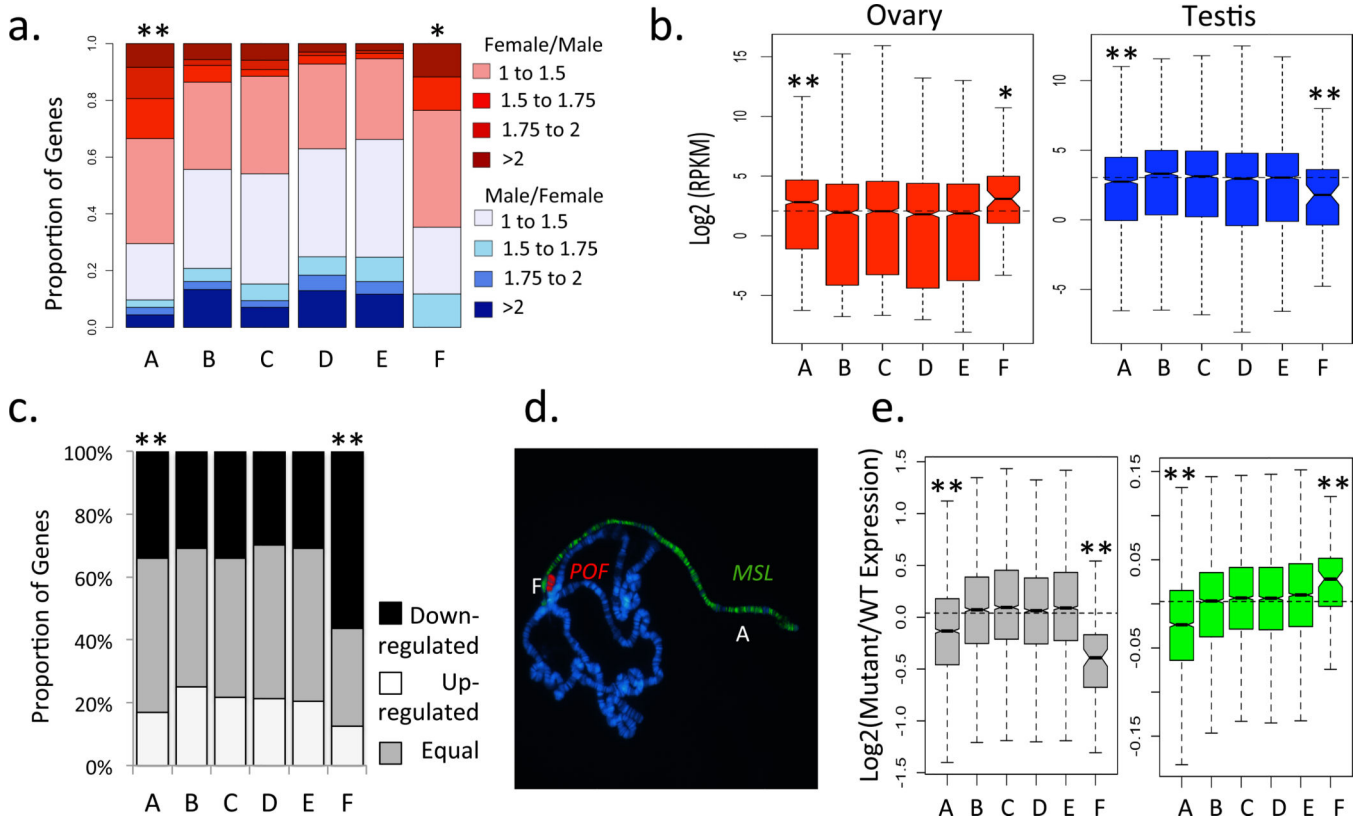 a.
**
*
Proportion of Genes
1.0
0.8
0.6
0.4
0.2
0.0
A B C D E F
Female/Male
1 to 1.5
1.5 to 1.75
1.75 to 2
>2
Male/Female
1 to 1.5
1.5 to 1.75
1.75 to 2
>2
b.
Ovary
Log2 (RPKM)
15
10
5
0
-5
**
*
A B C D E F
Testis
10
5
0
-5
**
**
A B C D E F
c.
**
**
Proportion of Genes
100%
80%
60%
40%
20%
0%
A B C D E F
Down-
regulated
Up-
regulated
Equal
d.
F
POF
MSL
A
e.
Log2(Mutant/WT Expression)
1.5
1.0
0.5
0.0
-0.5
-1.0
-1.5
**
**
A B C D E F
0.15
0.05
-0.05
-0.15
**
**
A B C D E F